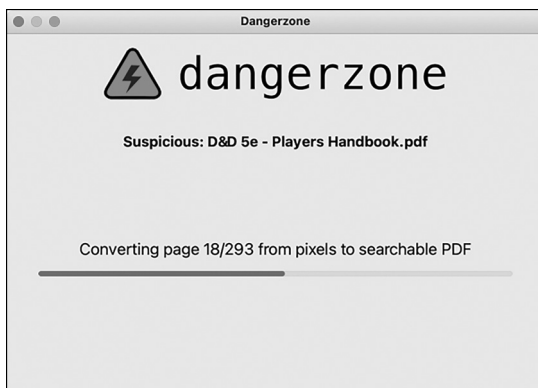 Dangerzone
dangerzone
Suspicious: D&D 5e - Players Handbook.pdf
Converting page 18/293 from pixels to searchable PDF